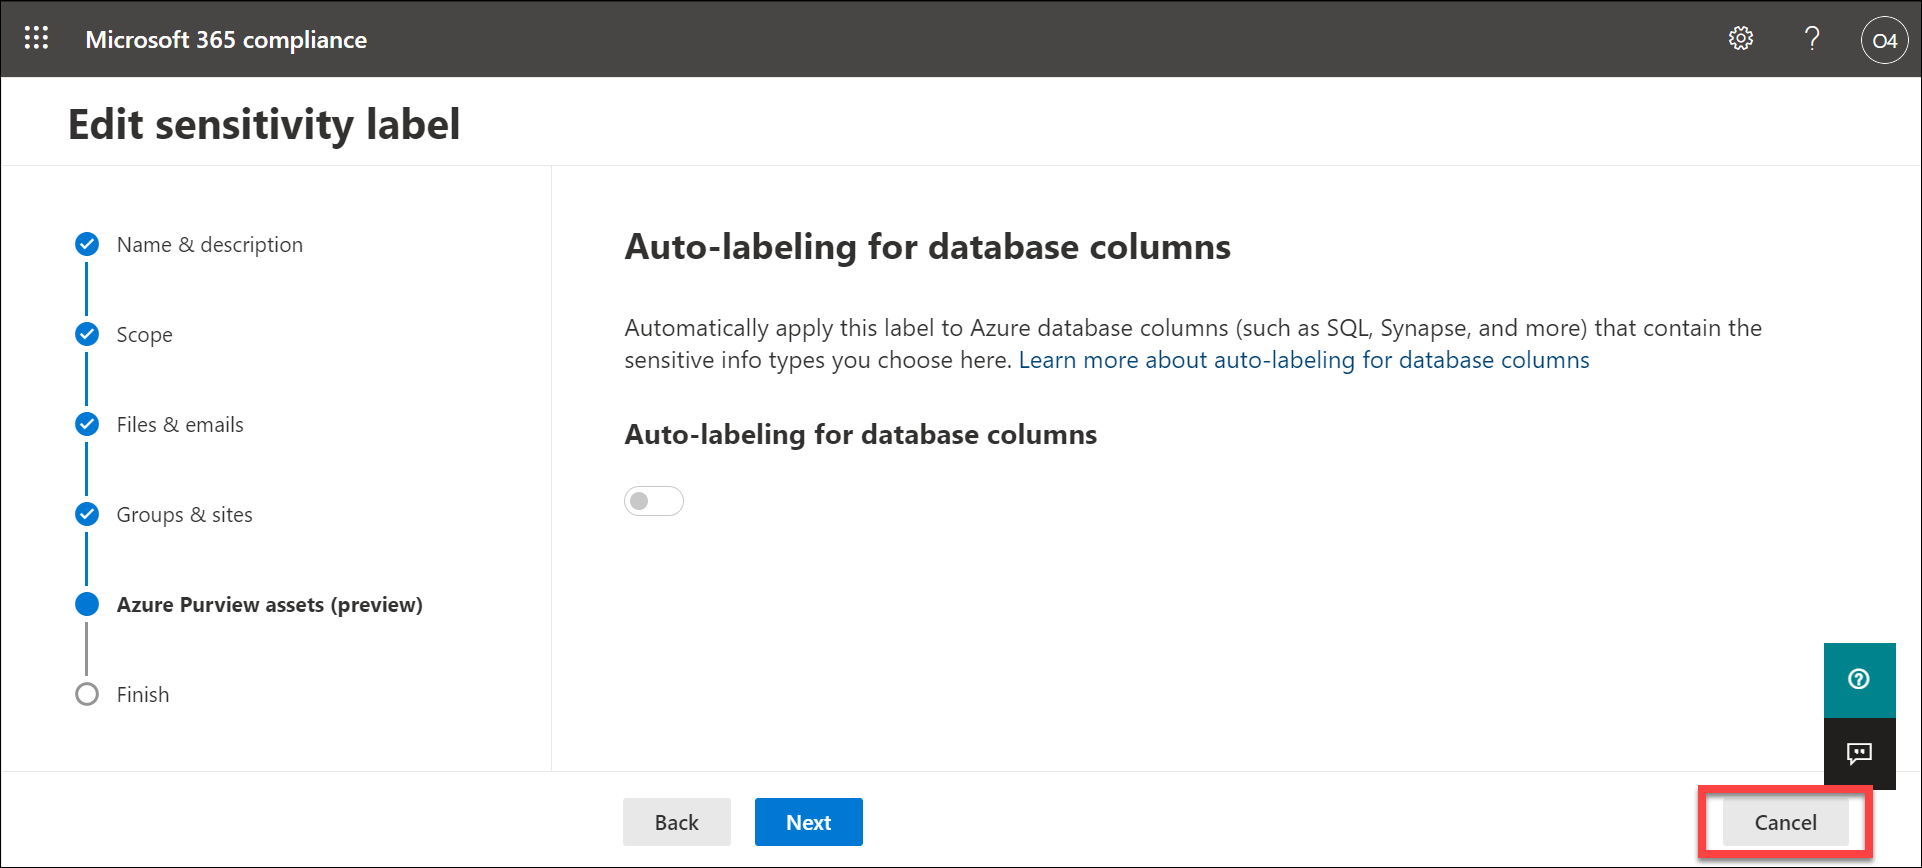 Microsoft 365 compliance
?
O4
Edit sensitivity label
Name & description
Scope
Files & emails
Groups & sites
Azure Purview assets (preview)
Finish
Auto-labeling for database columns
Automatically apply this label to Azure database columns (such as SQL, Synapse, and more) that contain the
sensitive info types you choose here. Learn more about auto-labeling for database columns
Auto-labeling for database columns
?
Back
Next
Cancel